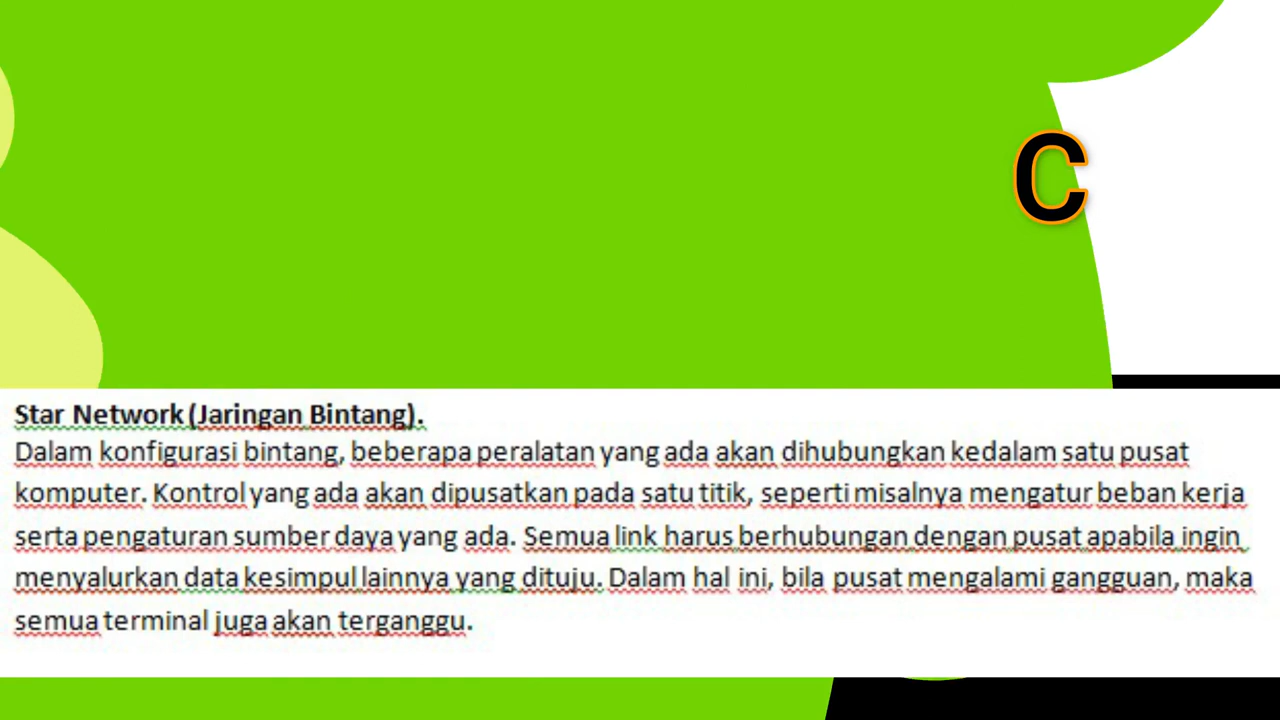 C
Star Network (Jaringan Bintang).
Dalam konfigurasi bintang, beberapa peralatan yang ada akan dihubungkan kedalam satu pusat
komputer. Kontrol yang ada akan dipusatkan pada satu titik, seperti misalnya mengatur beban kerja
serta pengaturan sumber daya yang ada. Semua link harus berhubungan dengan pusat apabila ingin
menyalurkan data kesimpul lainnya yang dituju. Dalam hal ini, bila pusat mengalami gangguan, maka
semua terminal juga akan terganggu.